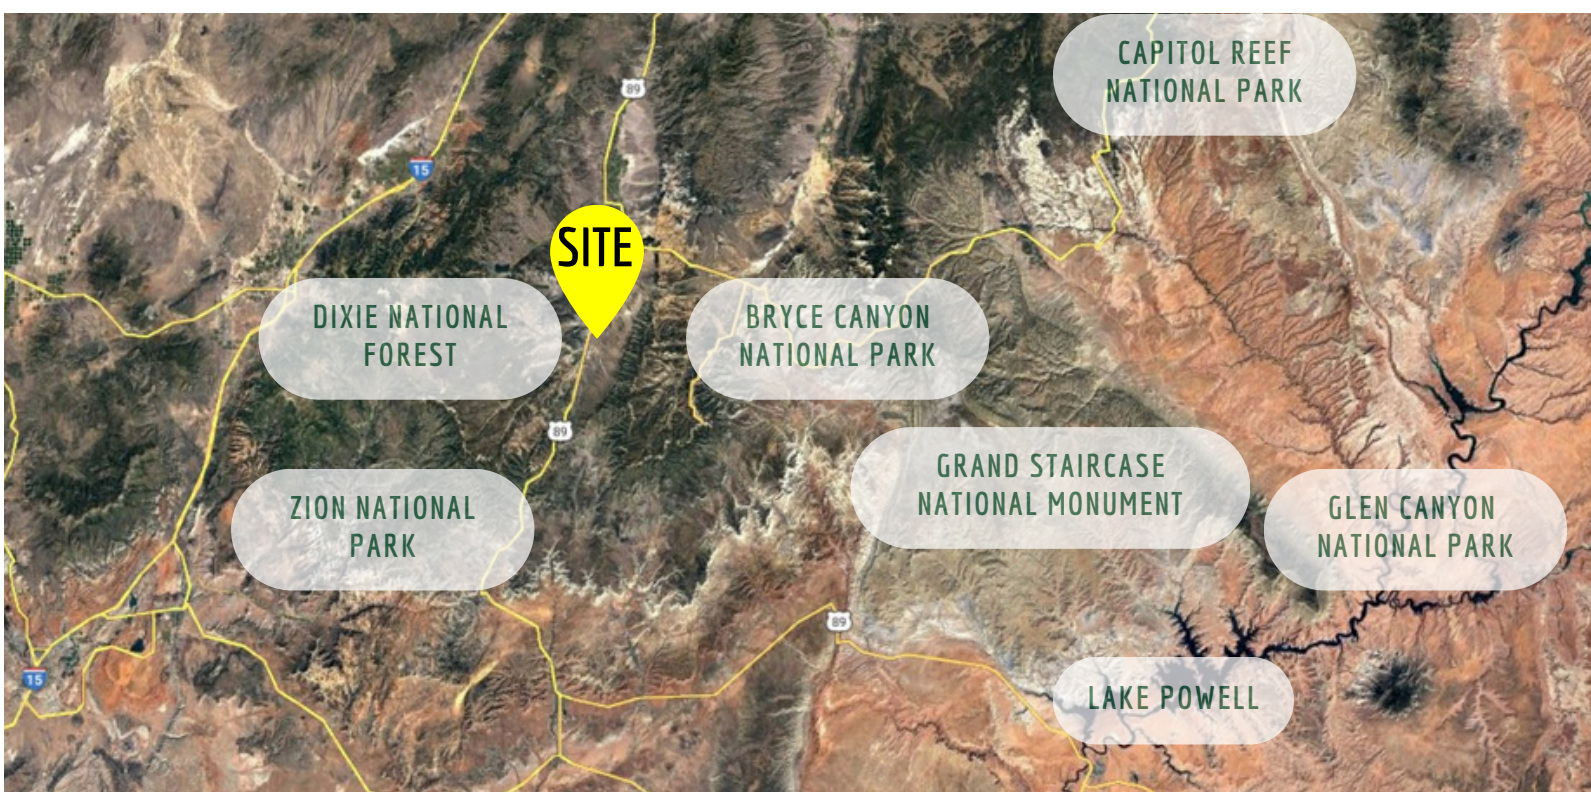 CAPITOL REEF
NATIONAL PARK
89
15
SITE
DIXIE NATIONAL
FOREST
BRYCE CANYON
NATIONAL PARK
89
GRAND STAIRCASE
NATIONAL MONUMENT
ZION NATIONAL
PARK
GLEN CANYON
NATIONAL PARK
89
15
LAKE POWELL